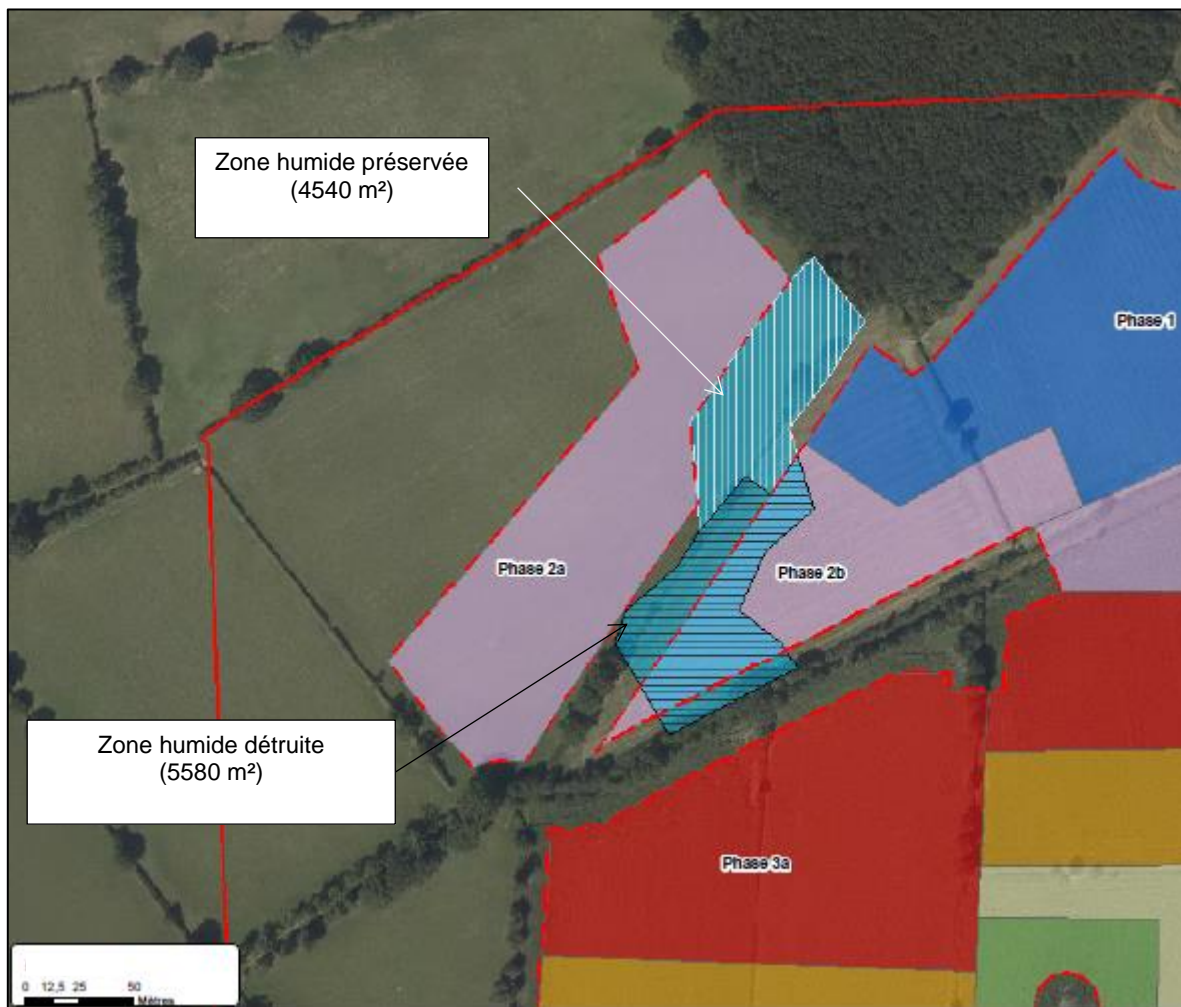 Zone humide préservée
(4540 m²)
Phase 1
Phase 2a
Phase 2b
Zone humide détruite
(5580 m²)
Phase 3a
0 12,5 25 50
Mètres